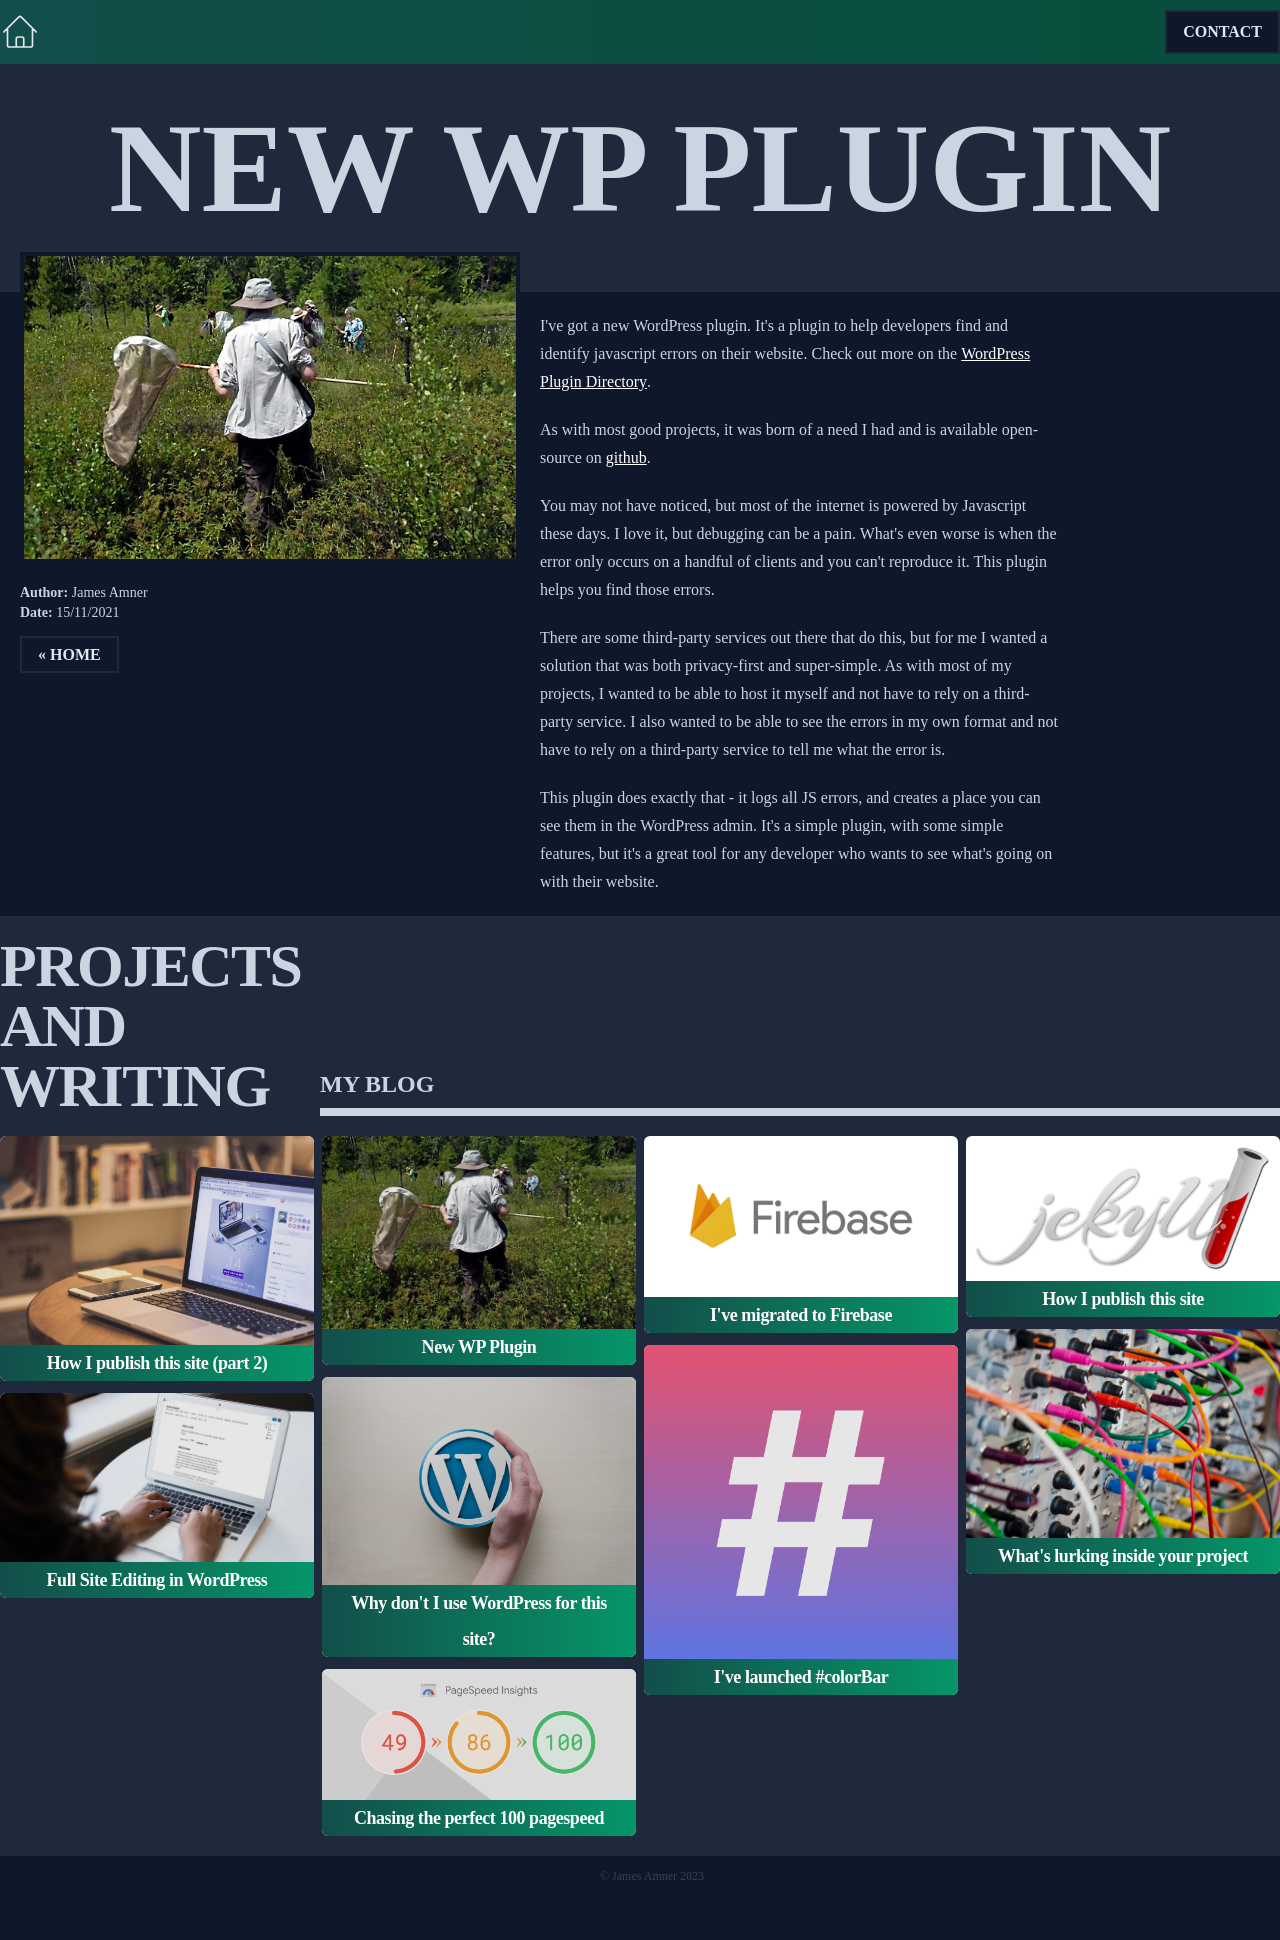 CONTACT
NEW WP PLUGIN
I've got a new WordPress plugin. It's a plugin to help developers find and
identify javascript errors on their website. Check out more on the WordPress
Plugin Directory.
As with most good projects, it was born of a need I had and is available open-
source on github.
You may not have noticed, but most of the internet is powered by Javascript
these days. I love it, but debugging can be a pain. What's even worse is when the
error only occurs on a handful of clients and you can't reproduce it. This plugin
helps you find those errors.
There are some third-party services out there that do this, but for me I wanted a
solution that was both privacy-first and super-simple. As with most of my
projects, I wanted to be able to host it myself and not have to rely on a third-
party service. I also wanted to be able to see the errors in my own format and not
have to rely on a third-party service to tell me what the error is.
This plugin does exactly that - it logs all JS errors, and creates a place you can
see them in the WordPress admin. It's a simple plugin, with some simple
features, but it's a great tool for any developer who wants to see what's going on
with their website.
Author: James Amner
Date: 15/11/2021
« HOME
PROJECTS
AND
WRITING
MY BLOG
How I publish this site (part 2)
Full Site Editing in WordPress
New WP Plugin
W
Why don't I use WordPress for this
site?
PageSpeed Insights
49 » 86 » 100
Chasing the perfect 100 pagespeed
Firebase
I've migrated to Firebase
#
I've launched #colorBar
jekyll
How I publish this site
What's lurking inside your project
© James Amner 2023